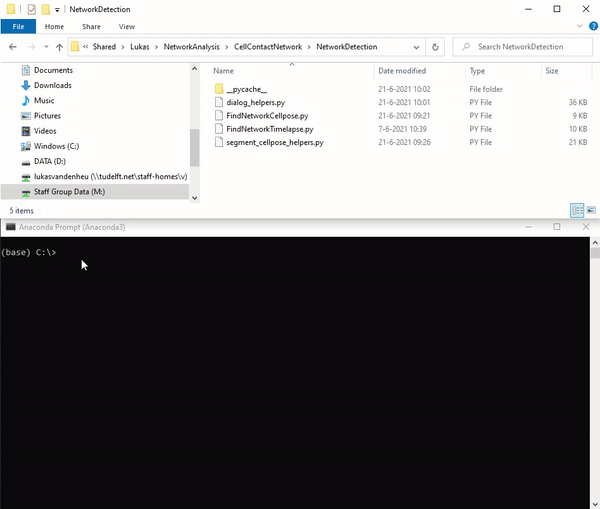 NetworkDetection
File Home Share View
« Shared › Lukas › NetworkAnalysis › CellContactNetwork › NetworkDetection Search NetworkDetection
Name Date modified Type Size
Documents
Downloads
Music
Pictures
Videos
Windows (C:)
DATA (D:)
lukasvandenheu (\\tudelft.net\staff-homes\v)
Staff Group Data (M:)
__pycache__ 21-6-2021 10:02 File folder
dialog_helpers.py 21-6-2021 10:01 PY File 36 KB
FindNetworkCellpose.py 21-6-2021 09:21 PY File 9 KB
FindNetworkTimelapse.py 7-6-2021 10:39 PY File 10 KB
segment_cellpose_helpers.py 21-6-2021 09:26 PY File 21 KB
5 items
Anaconda Prompt (Anaconda3)
(base) C:\>